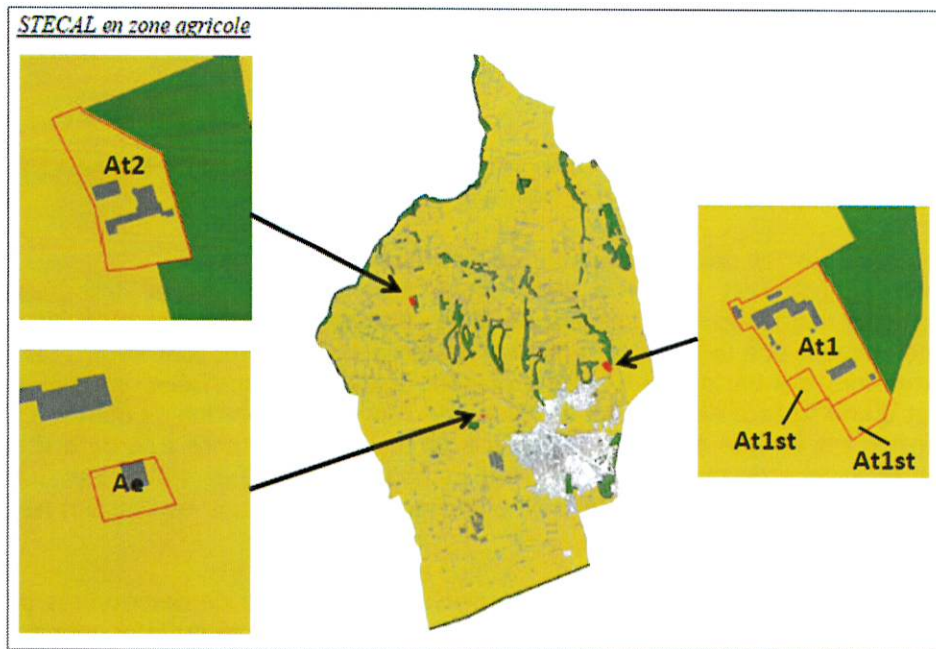 STECAL en zone agricole
At2
At1
At1st
At1st
Ae